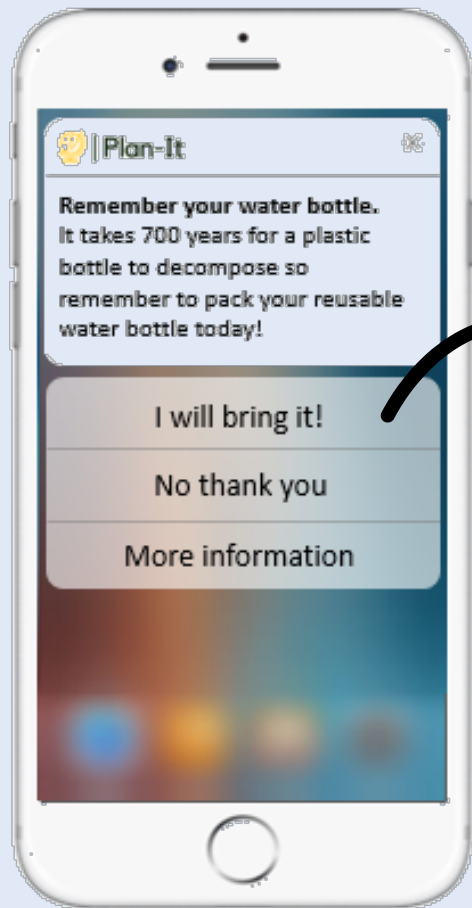 Plan-It
Remember your water bottle.
It takes 700 years for a plastic
bottle to decompose so
remember to pack your reusable
water bottle today!
I will bring it!
No thank you
More information